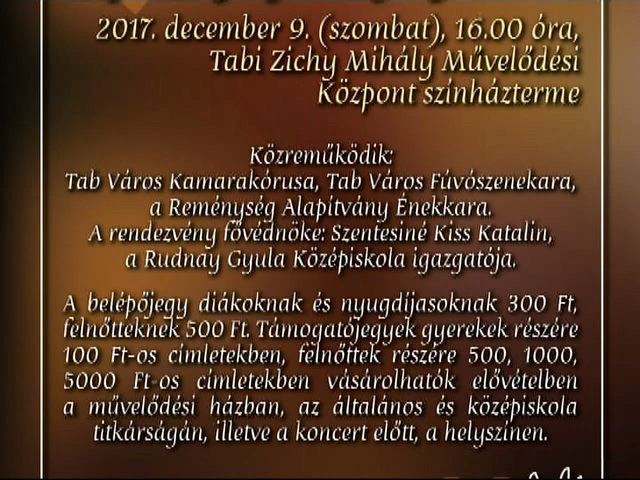 2017. december 9. (szombat), 16.00 óra,
Tabi Zichy Mihály Művelődési
Központ színházterme
Közreműködik:
Tab Város Kamarakórusa, Tab Város Fúvószenekara,
a Reménység Alapítvány Énekkara.
A rendezvény fővédnöke: Szentesiné Kiss Katalin,
a Rudnay Gyula Középiskola igazgatója.
A belépőjegy diákoknak és nyugdíjasoknak 300 Ft,
felnőtteknek 500 Ft. Támogatójegyek gyerekek részére
100 Ft-os címletekben, felnőttek részére 500, 1000,
5000 Ft-os címletekben vásárolhatók elővételben
a művelődési házban, az általános és középiskola
titkárságán, illetve a koncert előtt, a helyszínen.